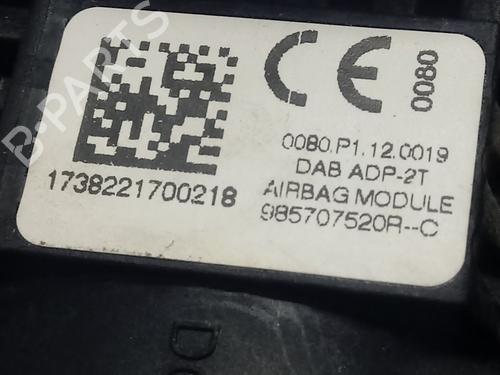 CE 0080
0080.P1.12.0019
DAB ADP-2T
AIRBAG MODULE
985707520R--C
1738221700218
B-PARTS